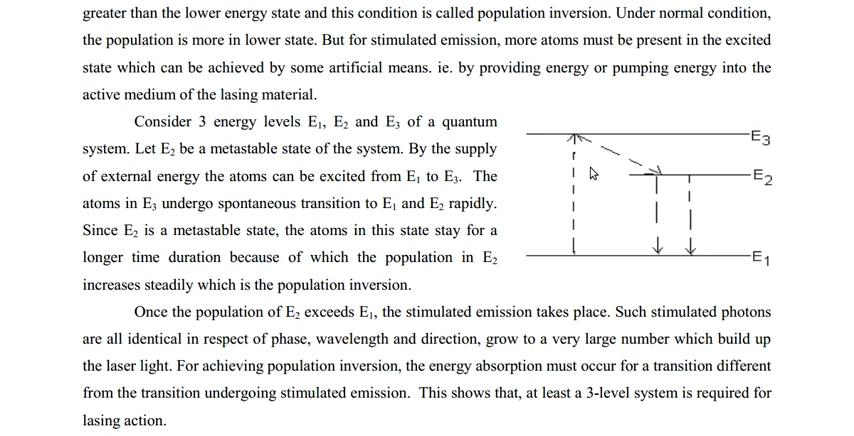 greater than the lower energy state and this condition is called population inversion. Under normal condition,
the population is more in lower state. But for stimulated emission, more atoms must be present in the excited
state which can be achieved by some artificial means. ie. by providing energy or pumping energy into the
active medium of the lasing material.
Consider 3 energy levels E₁, E₂ and E₃ of a quantum
system. Let E₂ be a metastable state of the system. By the supply
of external energy the atoms can be excited from E₁ to E₃. The
atoms in E₃ undergo spontaneous transition to E₁ and E₂ rapidly.
Since E₂ is a metastable state, the atoms in this state stay for a
longer time duration because of which the population in E₂
increases steadily which is the population inversion.
E₃
E₂
E₁
Once the population of E₂ exceeds E₁, the stimulated emission takes place. Such stimulated photons
are all identical in respect of phase, wavelength and direction, grow to a very large number which build up
the laser light. For achieving population inversion, the energy absorption must occur for a transition different
from the transition undergoing stimulated emission. This shows that, at least a 3-level system is required for
lasing action.